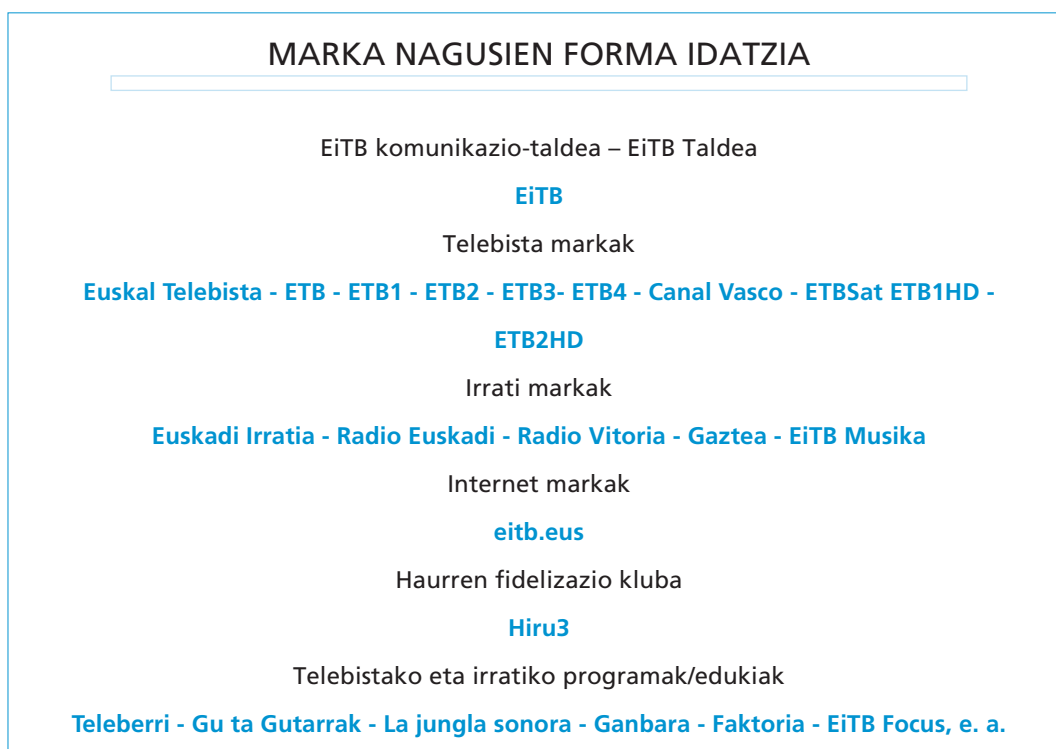 MARKA NAGUSIEN FORMA IDATZIA
EiTB komunikazio-taldea – EiTB Taldea
EiTB
Telebista markak
Euskal Telebista - ETB - ETB1 - ETB2 - ETB3- ETB4 - Canal Vasco - ETBSat ETB1HD -
ETB2HD
Irrati markak
Euskadi Irratia - Radio Euskadi - Radio Vitoria - Gaztea - EiTB Musika
Internet markak
eitb.eus
Haurren fidelizazio kluba
Hiru3
Telebistako eta irratiko programak/edukiak
Teleberri - Gu ta Gutarrak - La jungla sonora - Ganbara - Faktoria - EiTB Focus, e. a.